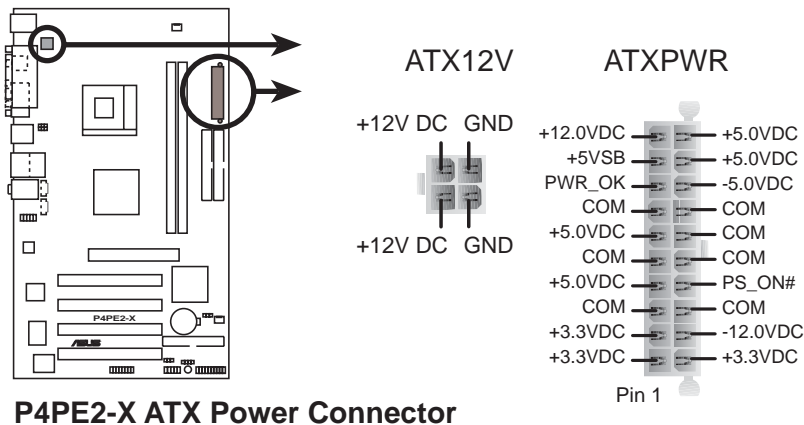 ATX12V
ATXPWR
+12V DC GND
+12V DC GND
+12.0VDC +5.0VDC
+5VSB +5.0VDC
PWR_OK -5.0VDC
COM COM
+5.0VDC COM
COM COM
+5.0VDC PS_ON#
COM COM
+3.3VDC -12.0VDC
+3.3VDC +3.3VDC
Pin 1
P4PE2-X
ASUS
P4PE2-X ATX Power Connector